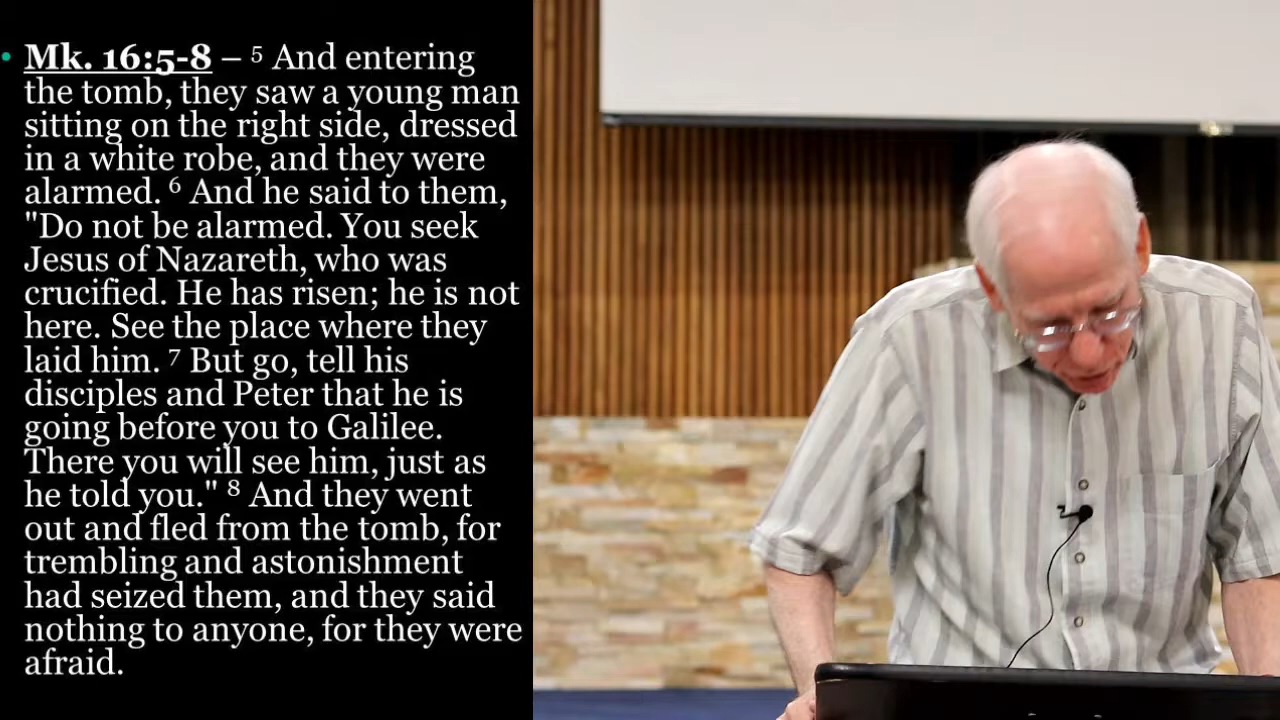 • Mk. 16:5-8 – ⁵ And entering
the tomb, they saw a young man
sitting on the right side, dressed
in a white robe, and they were
alarmed. ⁶ And he said to them,
"Do not be alarmed. You seek
Jesus of Nazareth, who was
crucified. He has risen; he is not
here. See the place where they
laid him. ⁷ But go, tell his
disciples and Peter that he is
going before you to Galilee.
There you will see him, just as
he told you." ⁸ And they went
out and fled from the tomb, for
trembling and astonishment
had seized them, and they said
nothing to anyone, for they were
afraid.